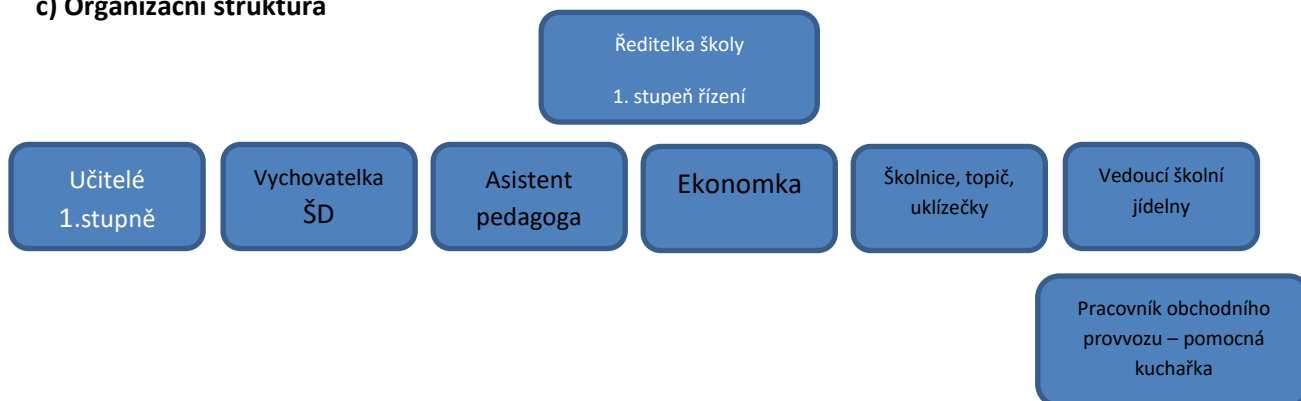 c) Organizační struktura
Ředitelka školy
1. stupeň řízení
Učitelé
1.stupně
Vychovatelka
ŠD
Asistent
pedagoga
Ekonomka
Školnice, topič,
uklízečky
Vedoucí školní
jídelny
Pracovník obchodního
provvozu – pomocná
kuchařka